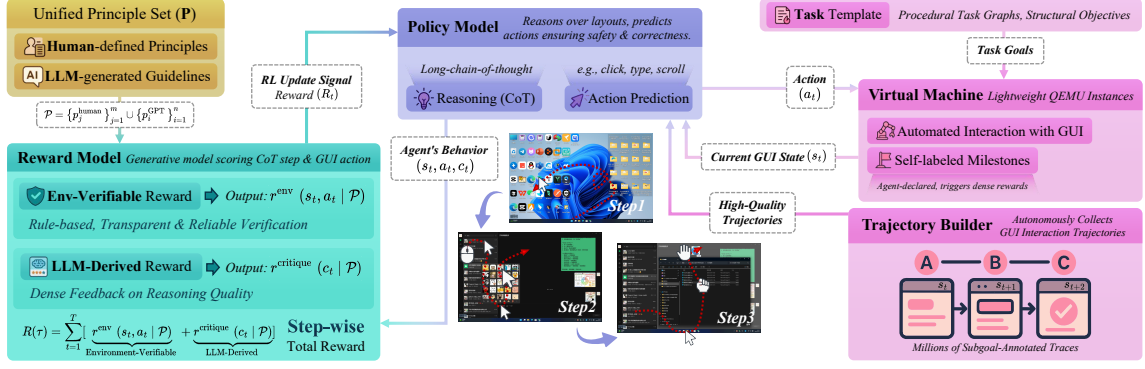 Unified Principle Set (P)
Human-defined Principles
LLM-generated Guidelines
𝒫 = {p_j^human}_{j=1}^m ∪ {p_i^GPT}_{i=1}^n
Reward Model Generative model scoring CoT step & GUI action
Env-Verifiable Reward
Output: r^env (s_t, a_t | 𝒫)
Rule-based, Transparent & Reliable Verification
LLM-Derived Reward
Output: r^critique (c_t | 𝒫)
Dense Feedback on Reasoning Quality
R(τ) = ∑_{t=1}^T [ r^env (s_t, a_t | 𝒫) + r^critique (c_t | 𝒫)]
Environment-Verifiable
LLM-Derived
Step-wise
Total Reward
RL Update Signal
Reward (R_t)
Policy Model
Reasons over layouts, predicts
actions ensuring safety & correctness.
Long-chain-of-thought
Reasoning (CoT)
e.g., click, type, scroll
Action Prediction
Agent's Behavior
(s_t, a_t, c_t)
Step1
Step2
Step3
Action
(a_t)
Current GUI State (s_t)
High-Quality
Trajectories
Task Template
Procedural Task Graphs, Structural Objectives
Task Goals
Virtual Machine Lightweight QEMU Instances
Automated Interaction with GUI
Self-labeled Milestones
Agent-declared, triggers dense rewards
Trajectory Builder
Autonomously Collects
GUI Interaction Trajectories
A
B
C
s_t
s_{t+1}
s_{t+2}
Millions of Subgoal-Annotated Traces